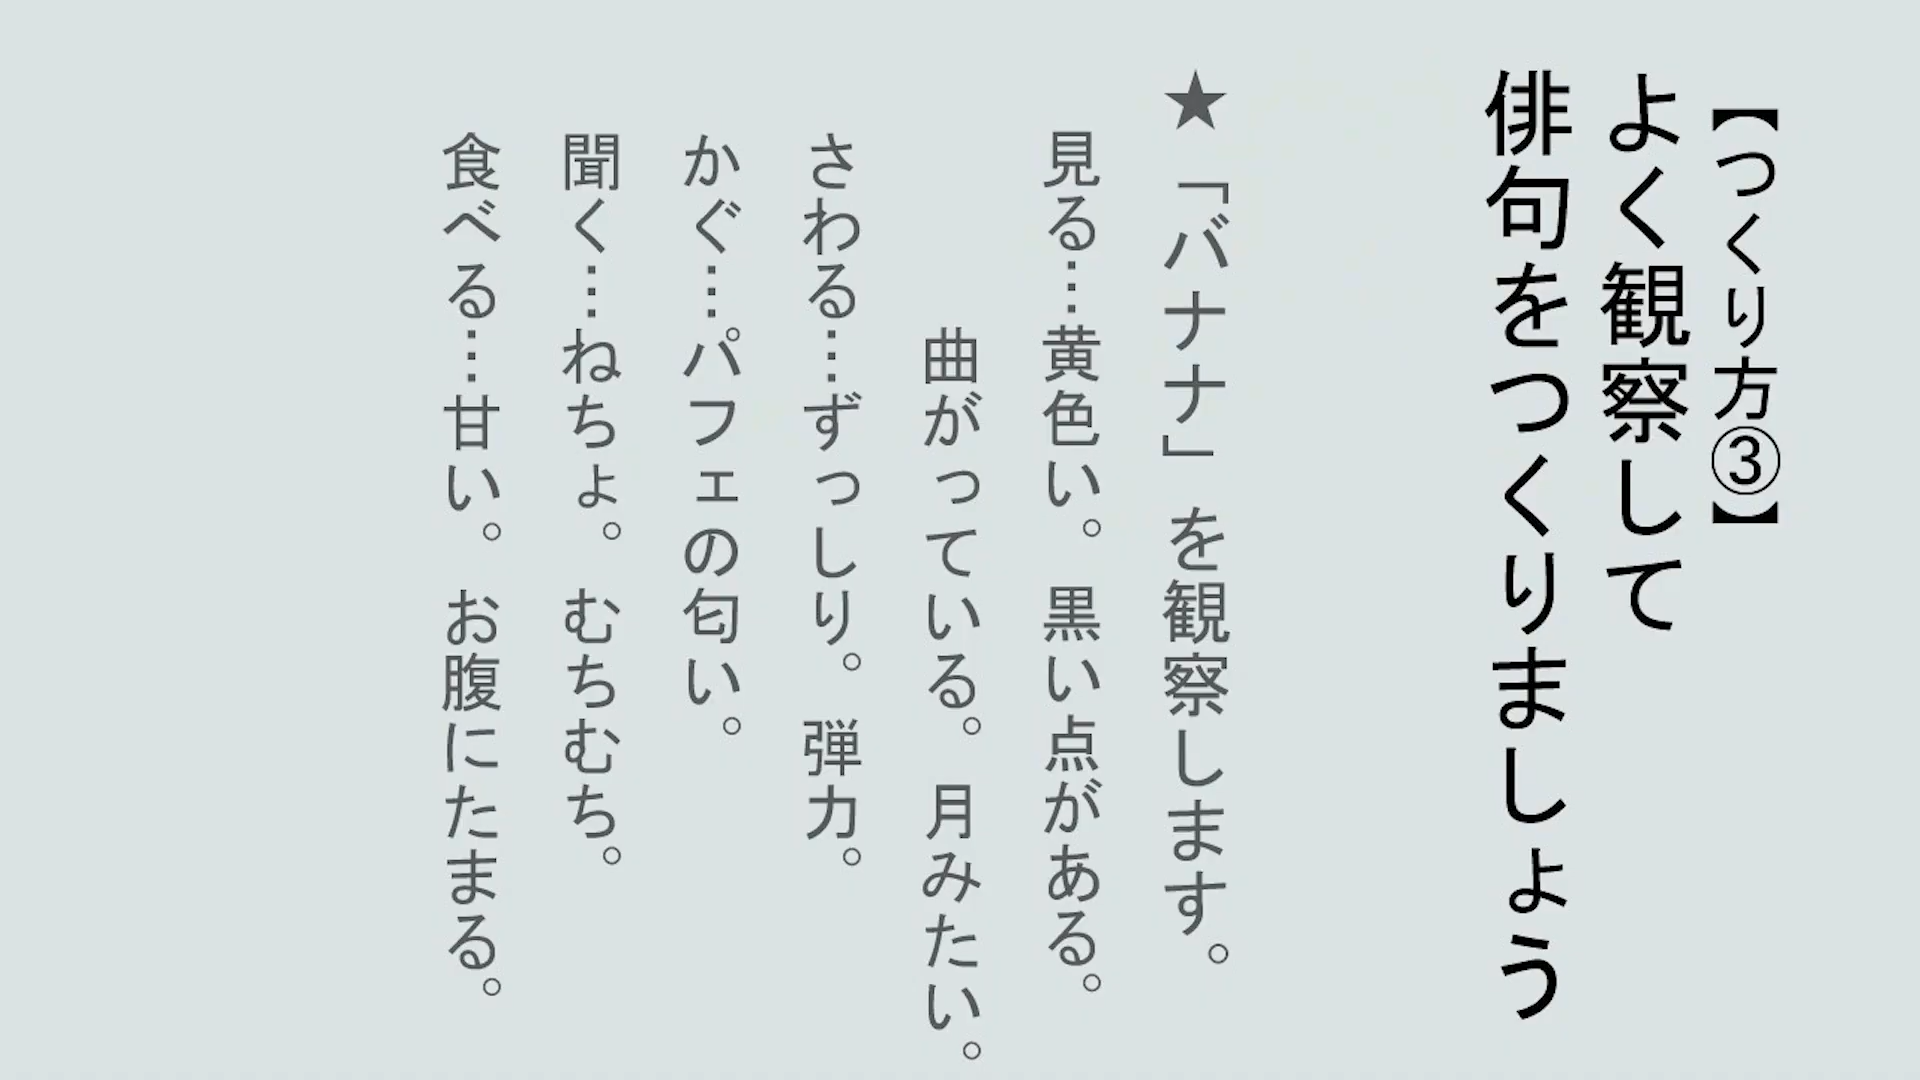 【つくり方③】
よく観察して
俳句をつくりましょう
★「バナナ」を観察します。
見る…黄色い。黒い点がある。
曲がっている。月みたい。
さわる…ずっしり。弾力。
かぐ…パフェの匂い。
聞く…ねちょ。むちむち。
食べる…甘い。お腹にたまる。